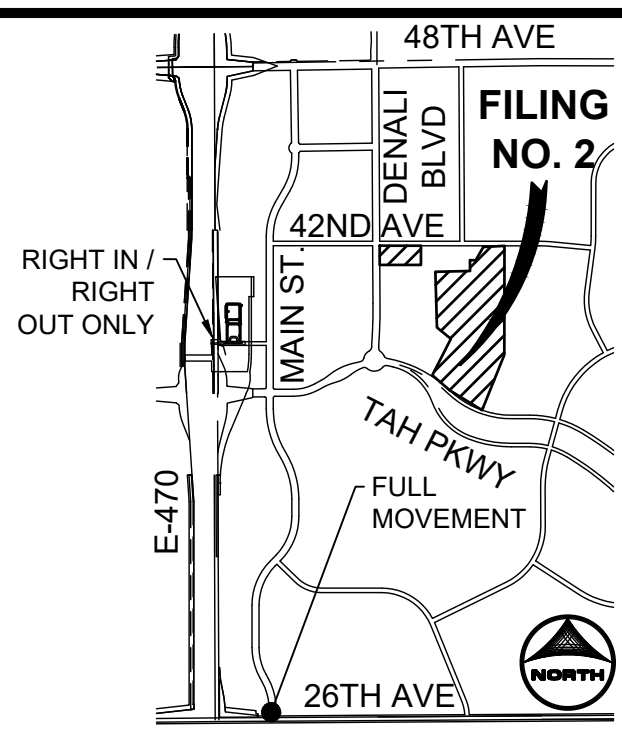 48TH AVE
FILING
NO. 2
DENALI
BLVD
42ND AVE
RIGHT IN /
RIGHT
OUT ONLY
MAIN ST.
TAH PKWY
E-470
FULL
MOVEMENT
NORTH
26TH AVE